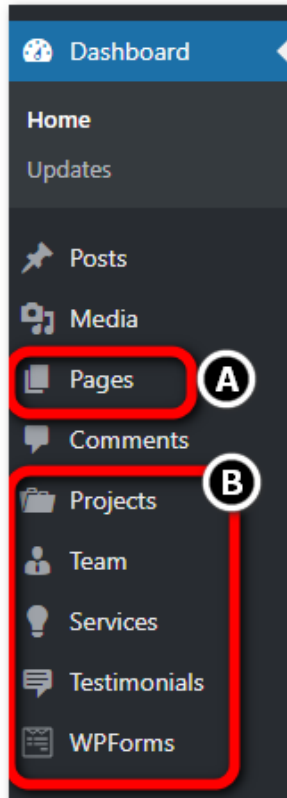 Dashboard
Home
Updates
Posts
Media
Pages
A
Comments
B
Projects
Team
Services
Testimonials
WPForms